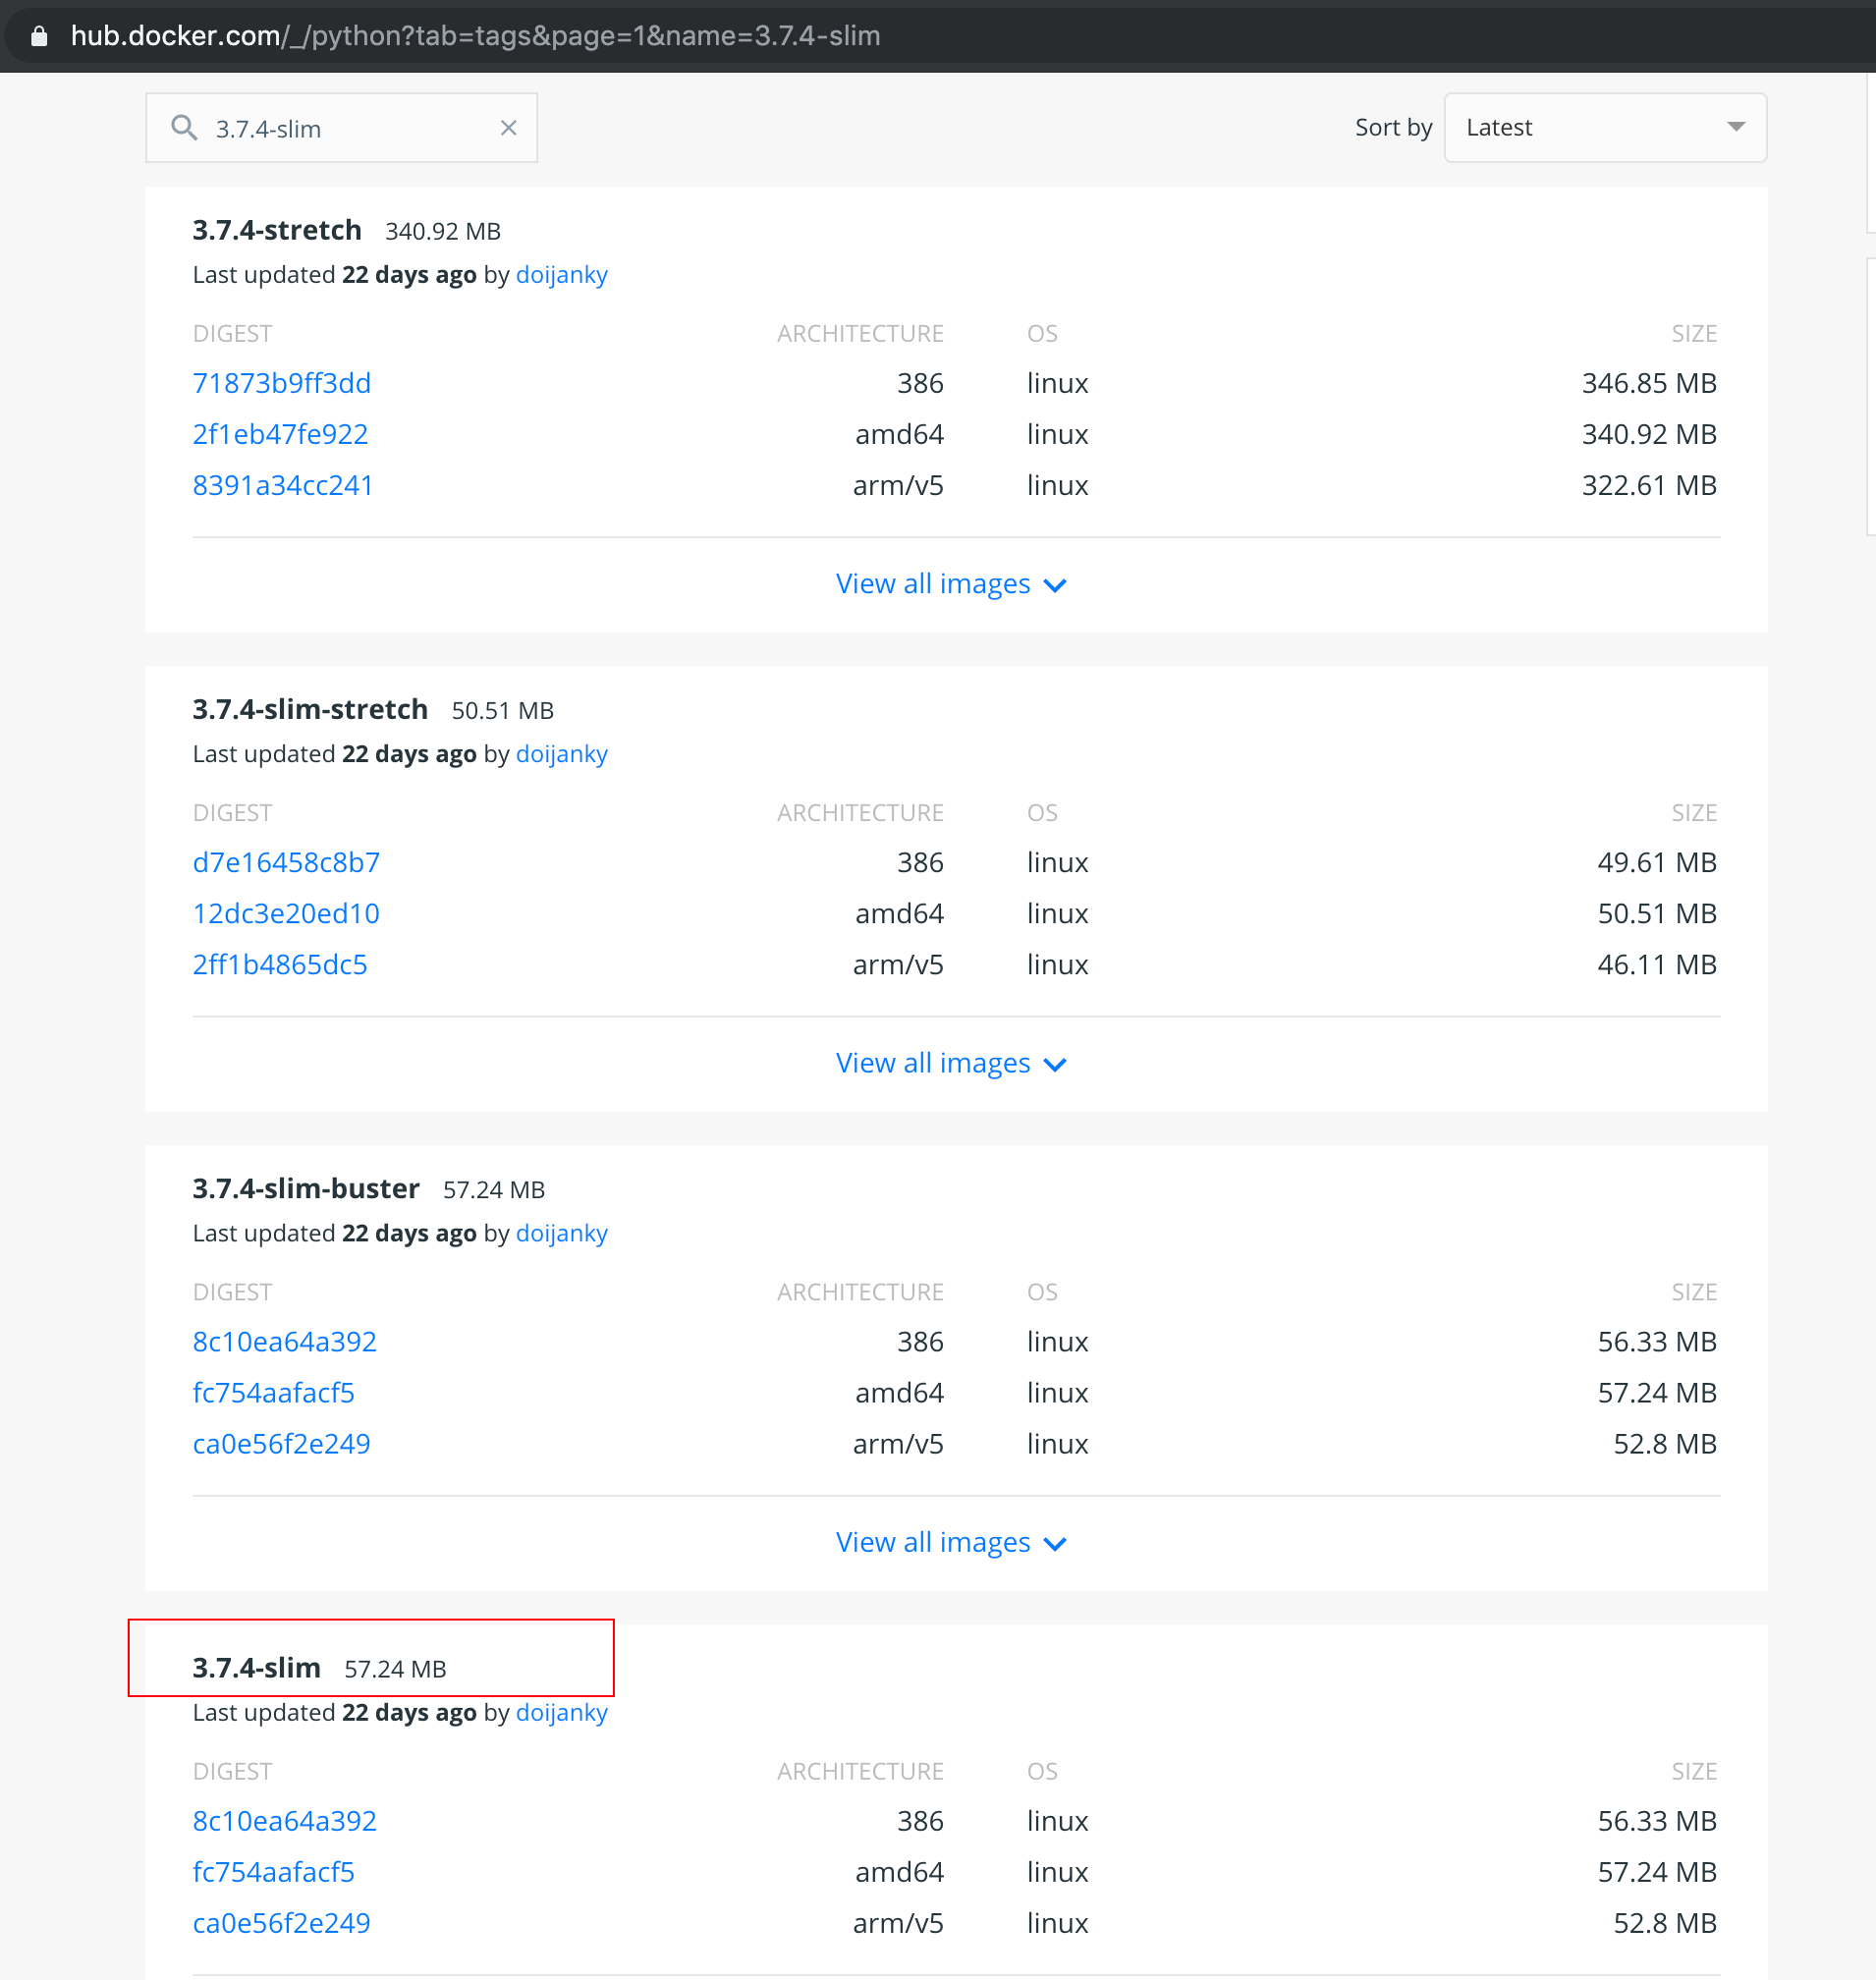 hub.docker.com/_/python?tab=tags&page=1&name=3.7.4-slim
3.7.4-slim Sort by Latest
3.7.4-stretch 340.92 MB
Last updated 22 days ago by doijanky
DIGEST ARCHITECTURE OS SIZE
71873b9ff3dd 386 linux 346.85 MB
2f1eb47fe922 amd64 linux 340.92 MB
8391a34cc241 arm/v5 linux 322.61 MB
View all images
3.7.4-slim-stretch 50.51 MB
Last updated 22 days ago by doijanky
DIGEST ARCHITECTURE OS SIZE
d7e16458c8b7 386 linux 49.61 MB
12dc3e20ed10 amd64 linux 50.51 MB
2ff1b4865dc5 arm/v5 linux 46.11 MB
View all images
3.7.4-slim-buster 57.24 MB
Last updated 22 days ago by doijanky
DIGEST ARCHITECTURE OS SIZE
8c10ea64a392 386 linux 56.33 MB
fc754aafacf5 amd64 linux 57.24 MB
ca0e56f2e249 arm/v5 linux 52.8 MB
View all images
3.7.4-slim 57.24 MB
Last updated 22 days ago by doijanky
DIGEST ARCHITECTURE OS SIZE
8c10ea64a392 386 linux 56.33 MB
fc754aafacf5 amd64 linux 57.24 MB
ca0e56f2e249 arm/v5 linux 52.8 MB